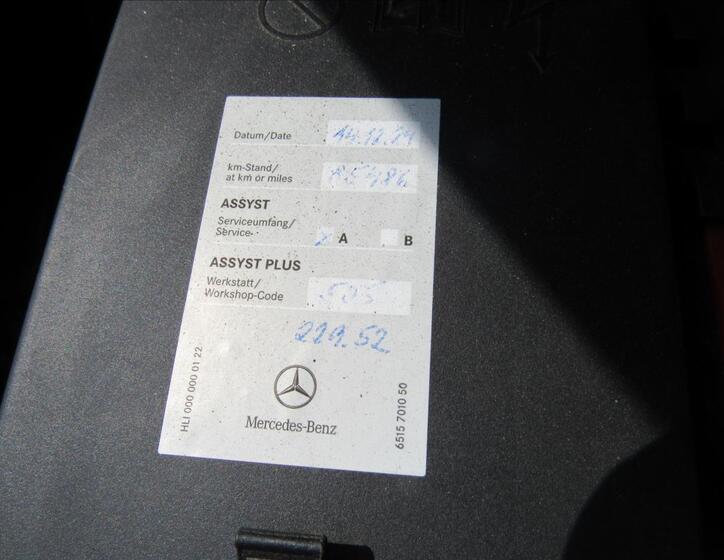 Datum/Date
km-Stand/
at km or miles
ASSYST
Serviceumfang/
Service-
A B
ASSYST PLUS
Werkstatt/
Workshop-Code 505
229.52
Mercedes-Benz
HLI 000 000 01 22
6515 7010 50